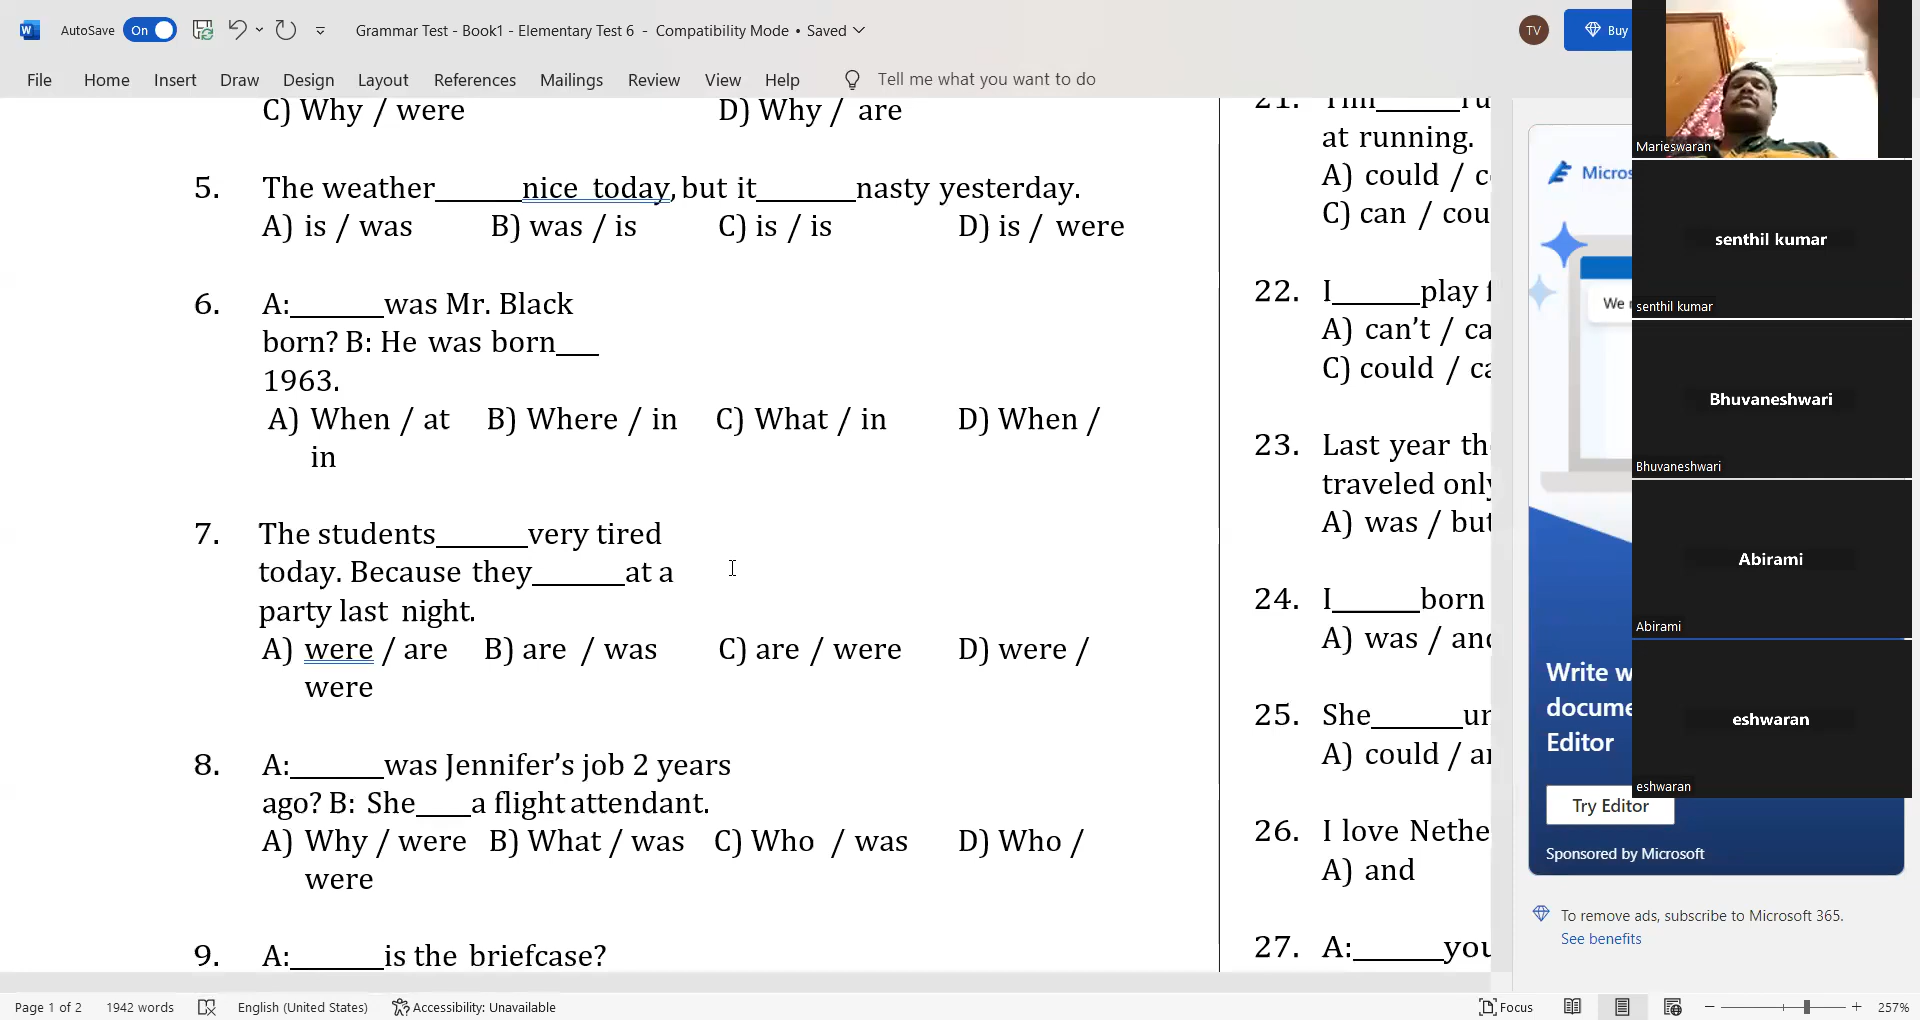 AutoSave On Grammar Test - Book1 - Elementary Test 6 - Compatibility Mode • Saved TV Buy
File Home Insert Draw Design Layout References Mailings Review View Help Tell me what you want to do
C) Why / were D) Why / are
5. The weather______nice today, but it______nasty yesterday.
A) is / was B) was / is C) is / is D) is / were
6. A:______was Mr. Black
born? B: He was born___
1963.
A) When / at B) Where / in C) What / in D) When /
in
7. The students______very tired
today. Because they______at a
party last night.
A) were / are B) are / was C) are / were D) were /
were
8. A:______was Jennifer’s job 2 years
ago? B: She____a flight attendant.
A) Why / were B) What / was C) Who / was D) Who /
were
9. A:______is the briefcase?
21.
at running.
A) could /
C) can / cou
22. I______play
A) can’t / ca
C) could / ca
23. Last year th
traveled only
A) was / but
24. I______born
A) was / and
25. She______un
A) could / an
26. I love Nethe
A) and
27. A:______you
Micros
We
Write w
docume
Editor
Try Editor
Sponsored by Microsoft
To remove ads, subscribe to Microsoft 365.
See benefits
Marieswaran
senthil kumar
senthil kumar
Bhuvaneshwari
Bhuvaneshwari
Abirami
Abirami
eshwaran
eshwaran
Page 1 of 2 1942 words English (United States) Accessibility: Unavailable Focus 257%